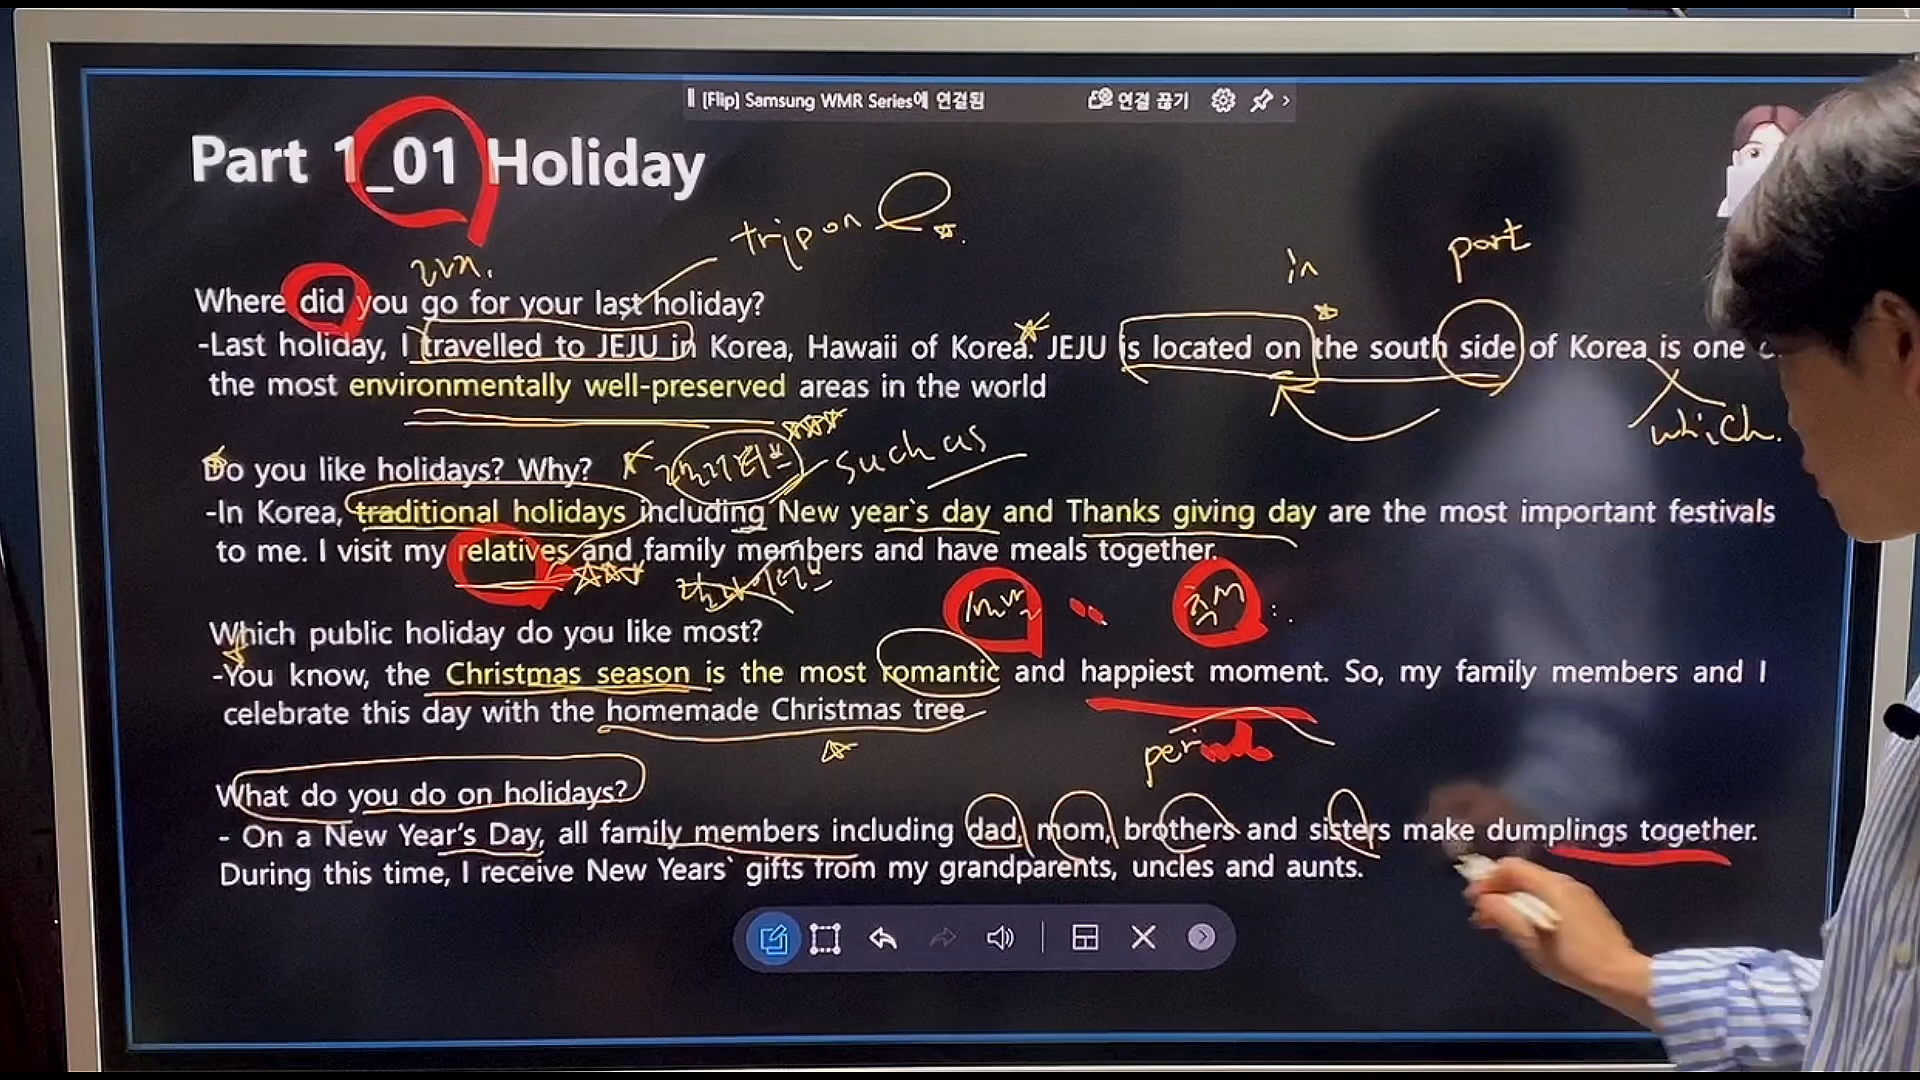 [Flip] Samsung WMR Series에 연결됨 연결 끊기
Part 1_01 Holiday
trip on
in
part
Where did you go for your last holiday?
-Last holiday, I travelled to JEJU in Korea, Hawaii of Korea. JEJU is located on the south side of Korea is one
the most environmentally well-preserved areas in the world
which.
such as
Do you like holidays? Why?
-In Korea, traditional holidays including New year`s day and Thanks giving day are the most important festivals
to me. I visit my relatives and family members and have meals together.
Which public holiday do you like most?
-You know, the Christmas season is the most romantic and happiest moment. So, my family members and I
celebrate this day with the homemade Christmas tree
What do you do on holidays?
- On a New Year's Day, all family members including dad, mom, brothers and sisters make dumplings together.
During this time, I receive New Years` gifts from my grandparents, uncles and aunts.